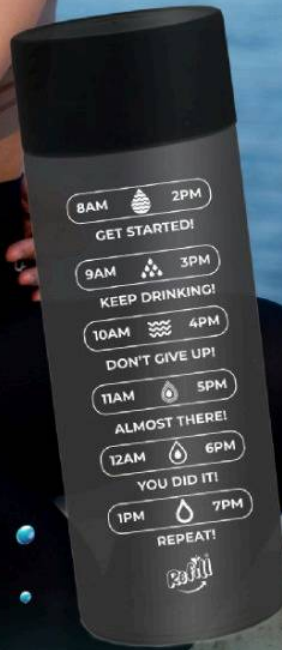 8AM 2PM
GET STARTED!
9AM 3PM
KEEP DRINKING!
10AM 4PM
DON'T GIVE UP!
11AM 5PM
ALMOST THERE!
12AM 6PM
YOU DID IT!
1PM 7PM
REPEAT!
Refill